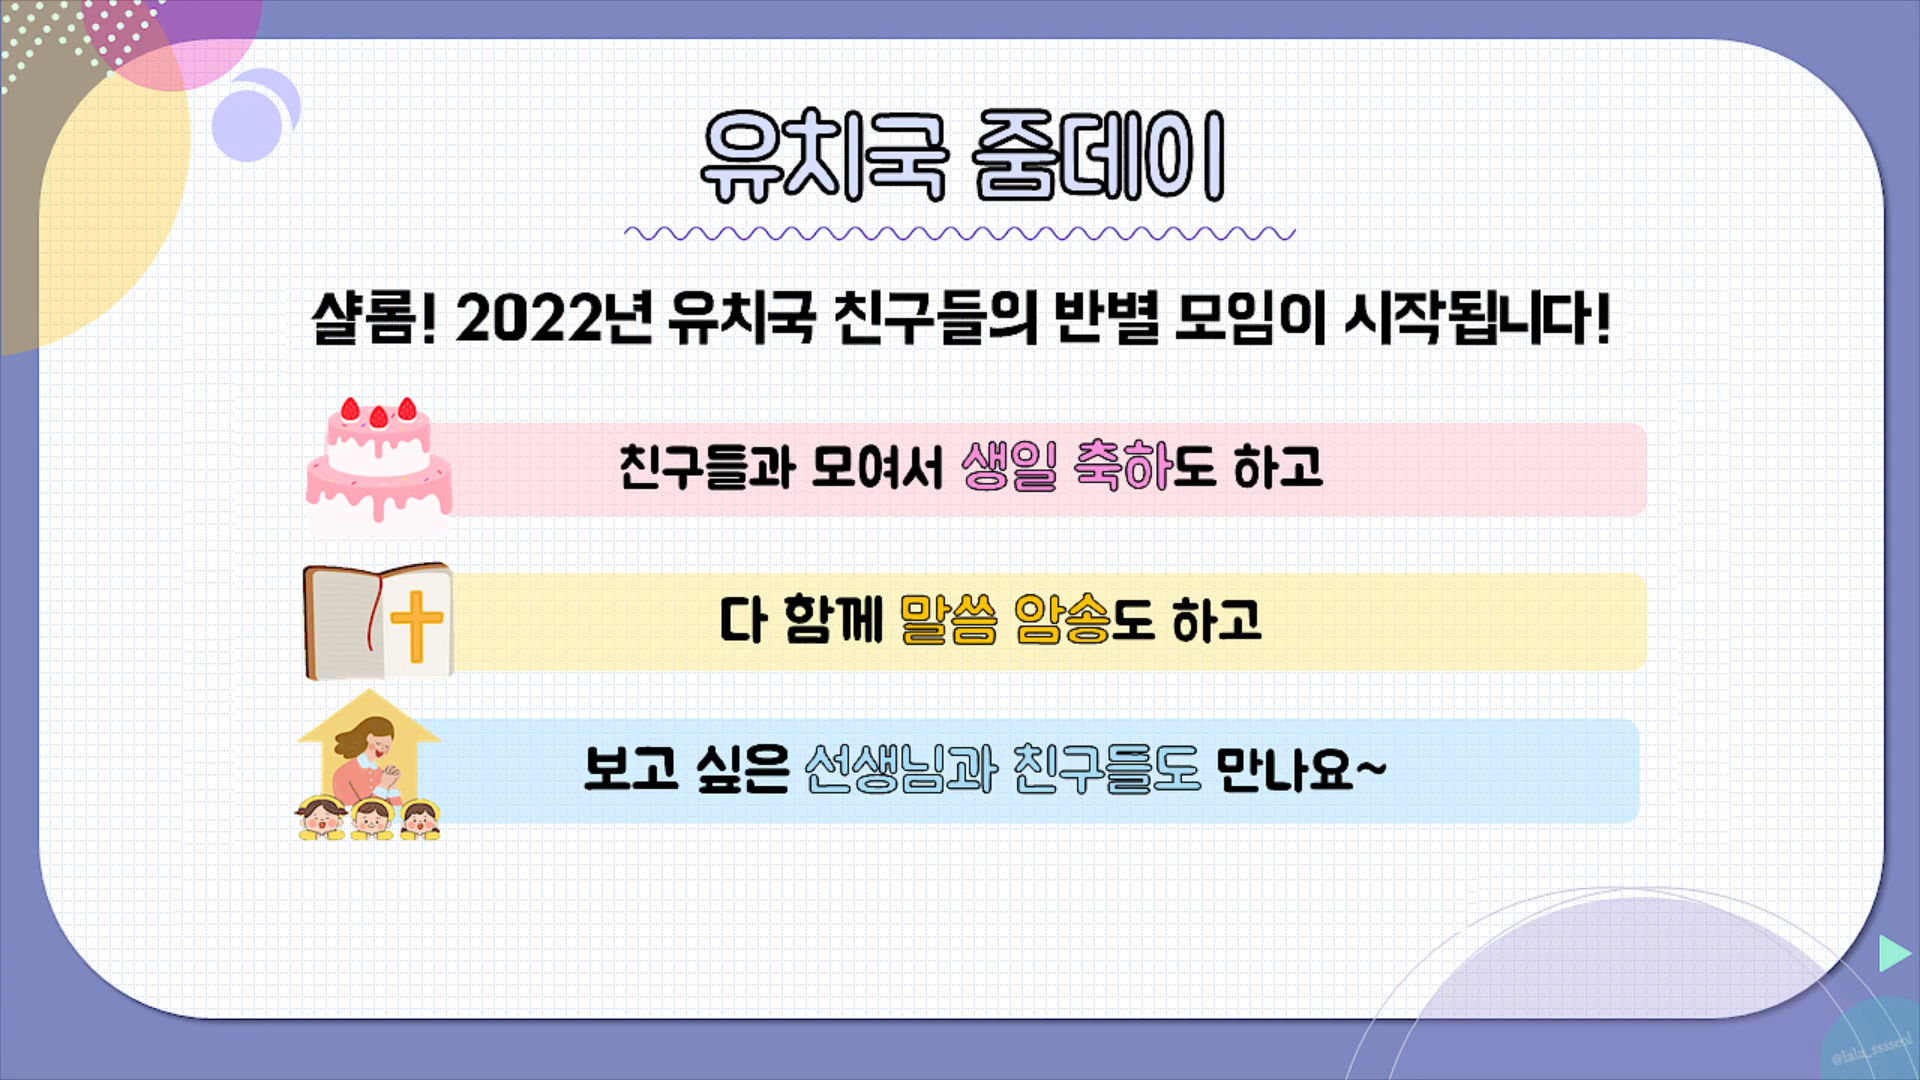 유치국 줌데이
샬롬! 2022년 유치국 친구들의 반별 모임이 시작됩니다!
친구들과 모여서 생일 축하도 하고
다 함께 말씀 암송도 하고
보고 싶은 선생님과 친구들도 만나요~
@lala_sssseol